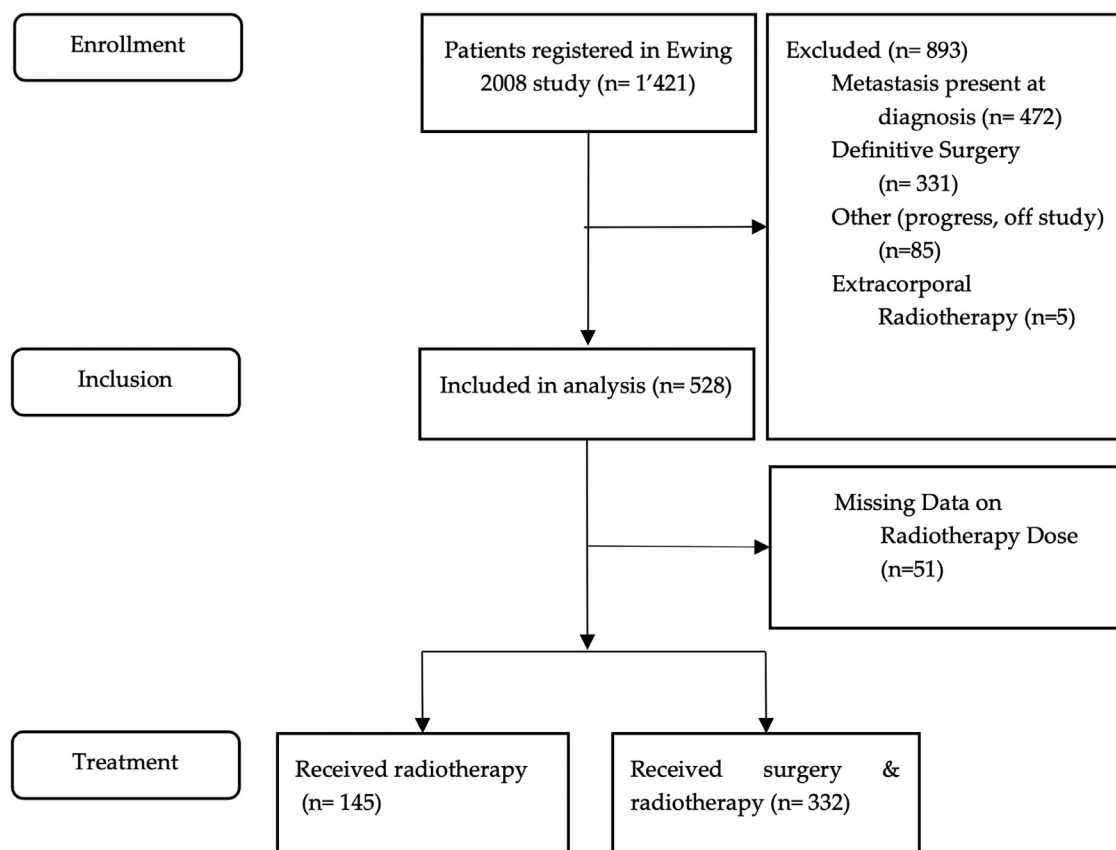 Enrollment
Patients registered in Ewing
2008 study (n= 1’421)
Excluded (n= 893)
Metastasis present at
diagnosis (n= 472)
Definitive Surgery
(n= 331)
Other (progress, off study)
(n=85)
Extracorporal
Radiotherapy (n=5)
Inclusion
Included in analysis (n= 528)
Missing Data on
Radiotherapy Dose
(n=51)
Treatment
Received radiotherapy
(n= 145)
Received surgery &
radiotherapy (n= 332)